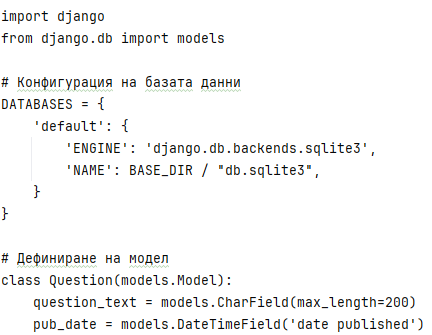 import django
from django.db import models
# Конфигурация на базата данни
DATABASES = {
    'default': {
        'ENGINE': 'django.db.backends.sqlite3',
        'NAME': BASE_DIR / "db.sqlite3",
    }
}
# Дефиниране на модел
class Question(models.Model):
    question_text = models.CharField(max_length=200)
    pub_date = models.DateTimeField('date published')